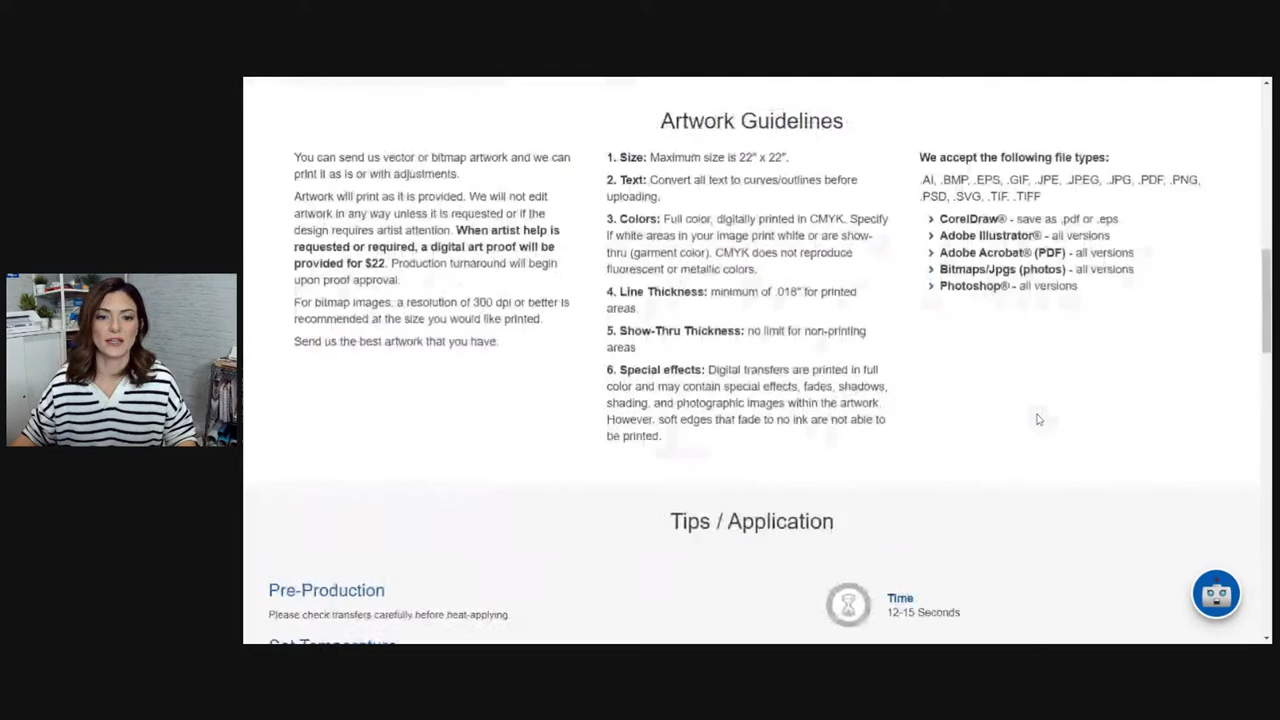 Artwork Guidelines
You can send us vector or bitmap artwork and we can
print it as is or with adjustments.
Artwork will print as it is provided. We will not edit
artwork in any way unless it is requested or if the
design requires artist attention. When artist help is
requested or required, a digital art proof will be
provided for $22. Production turnaround will begin
upon proof approval.
For bitmap images, a resolution of 300 dpi or better is
recommended at the size you would like printed.
Send us the best artwork that you have.
1. Size: Maximum size is 22" x 22".
2. Text: Convert all text to curves/outlines before
uploading.
3. Colors: Full color, digitally printed in CMYK. Specify
if white areas in your image print white or are show-
thru (garment color). CMYK does not reproduce
fluorescent or metallic colors.
4. Line Thickness: minimum of .018" for printed
areas.
5. Show-Thru Thickness: no limit for non-printing
areas
6. Special effects: Digital transfers are printed in full
color and may contain special effects, fades, shadows,
shading, and photographic images within the artwork.
However, soft edges that fade to no ink are not able to
be printed.
We accept the following file types:
.AI, .BMP, .EPS, .GIF, .JPE, .JPEG, .JPG, .PDF, .PNG,
.PSD, .SVG, .TIF, .TIFF
CorelDraw® - save as .pdf or .eps
Adobe Illustrator® - all versions
Adobe Acrobat® (PDF) - all versions
Bitmaps/Jpgs (photos) - all versions
Photoshop® - all versions
Tips / Application
Pre-Production
Please check transfers carefully before heat-applying.
Set Temperature
Time
12-15 Seconds